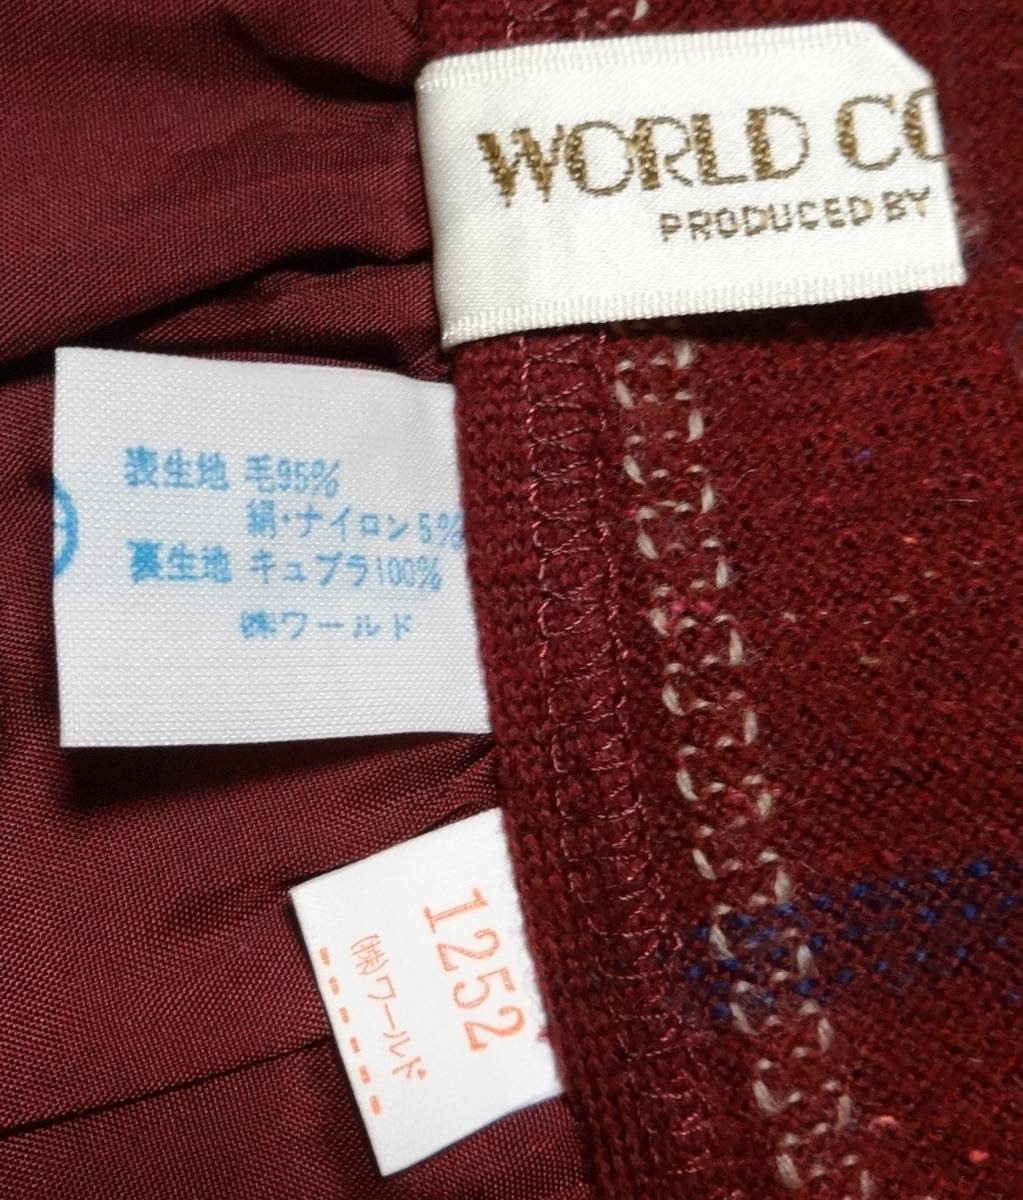 WORLD CO
PRODUCED BY
表生地 毛95%
絹・ナイロン5%
裏生地 キュプラ100%
㈱ワールド
1252
(株)ワールド